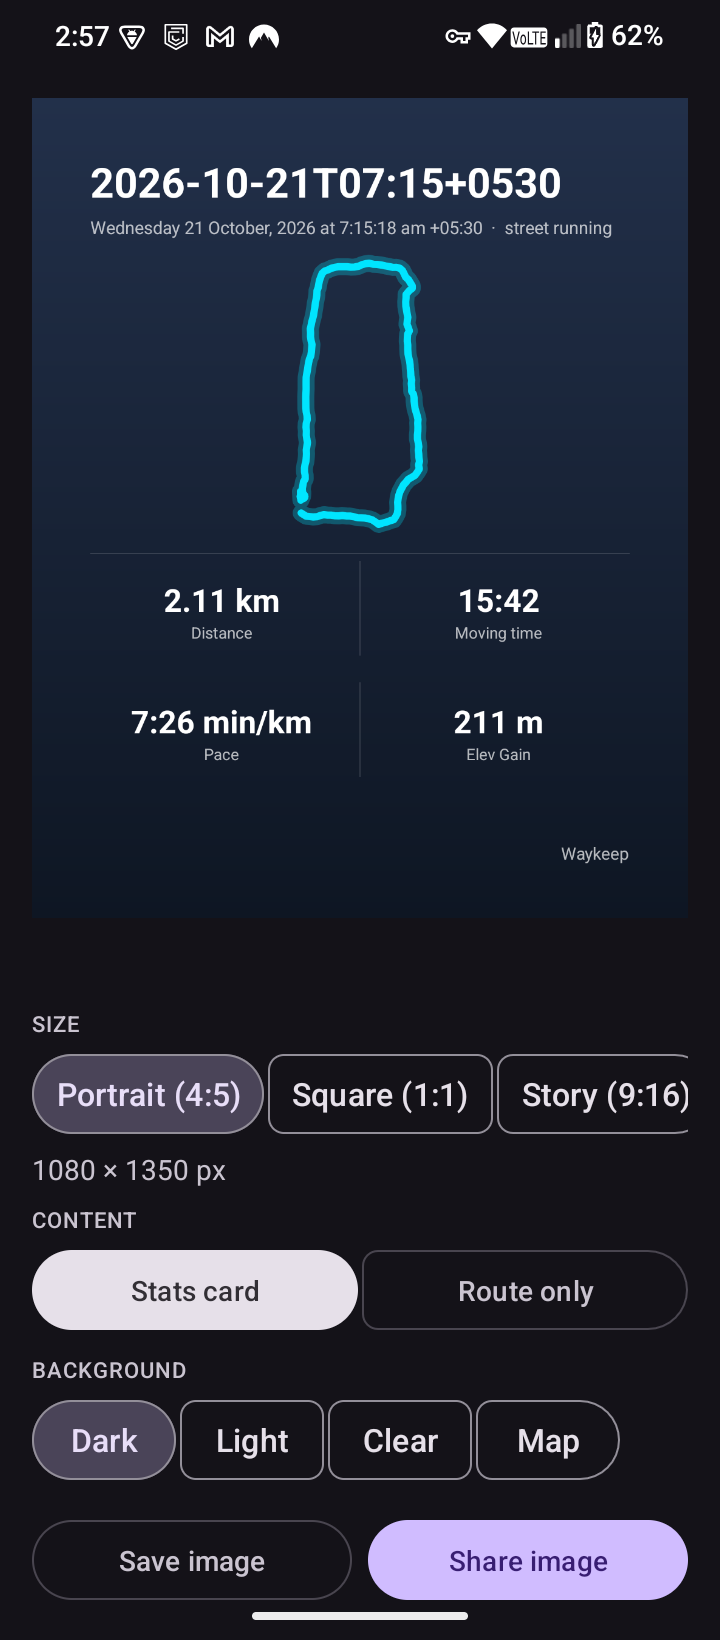 2:57
VoLTE
62%
2026-10-21T07:15+0530
Wednesday 21 October, 2026 at 7:15:18 am +05:30 · street running
2.11 km
15:42
Distance
Moving time
7:26 min/km
211 m
Pace
Elev Gain
Waykeep
SIZE
Portrait (4:5)
Square (1:1)
Story (9:16)
1080 × 1350 px
CONTENT
Stats card
Route only
BACKGROUND
Dark
Light
Clear
Map
Save image
Share image